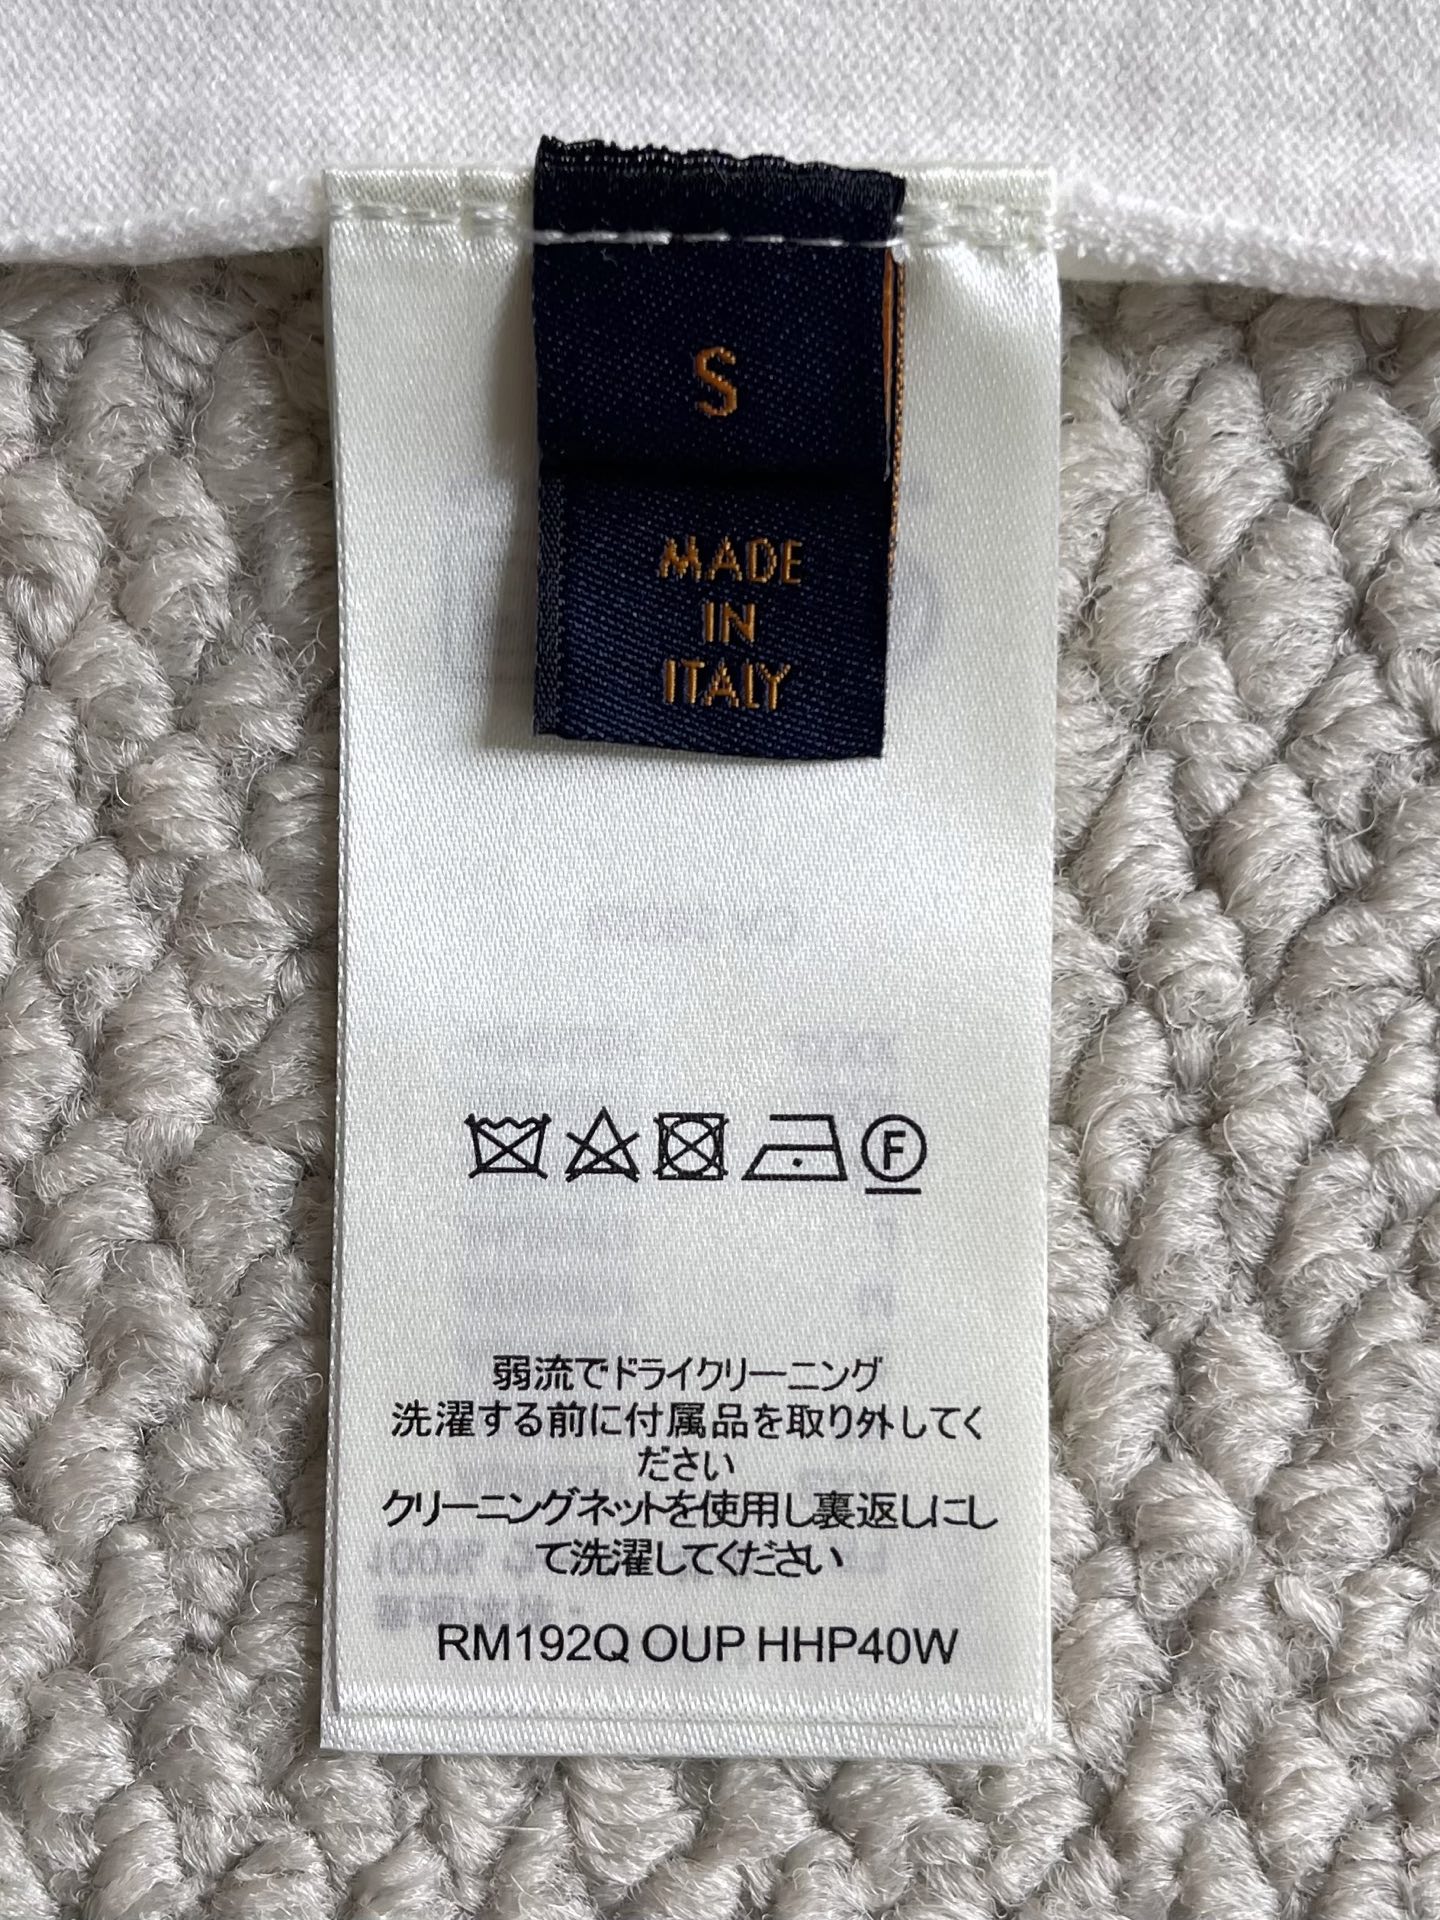 S
MADE
IN
ITALY
F
弱流でドライクリーニング
洗濯する前に付属品を取り外してく
ださい
クリーニングネットを使用し裏返しにし
て洗濯してください
RM192Q OUP HHP40W